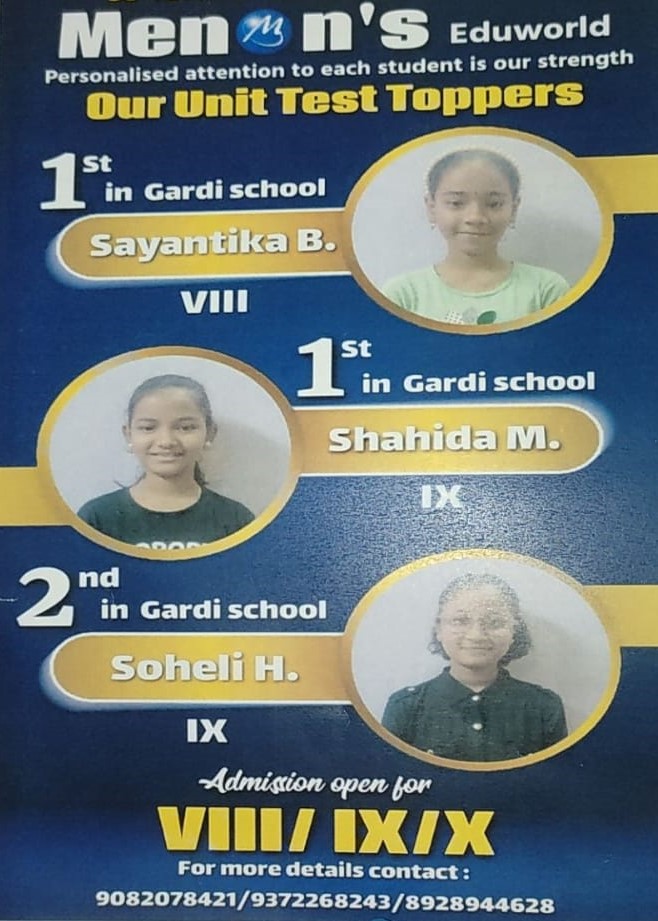 Menon's Eduworld
Personalised attention to each student is our strength
Our Unit Test Toppers
1st
in Gardi school
Sayantika B.
VIII
1st
in Gardi school
Shahida M.
IX
2nd
in Gardi school
Soheli H.
IX
Admission open for
VIII/ IX/X
For more details contact :
9082078421/9372268243/8928944628